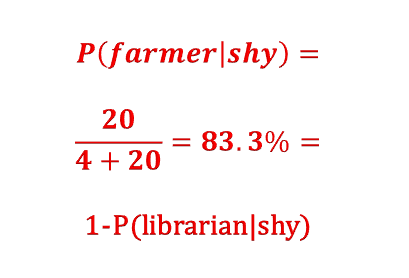 P(farmer|shy) =
20
4 + 20
= 83.3% =
1-P(librarian|shy)